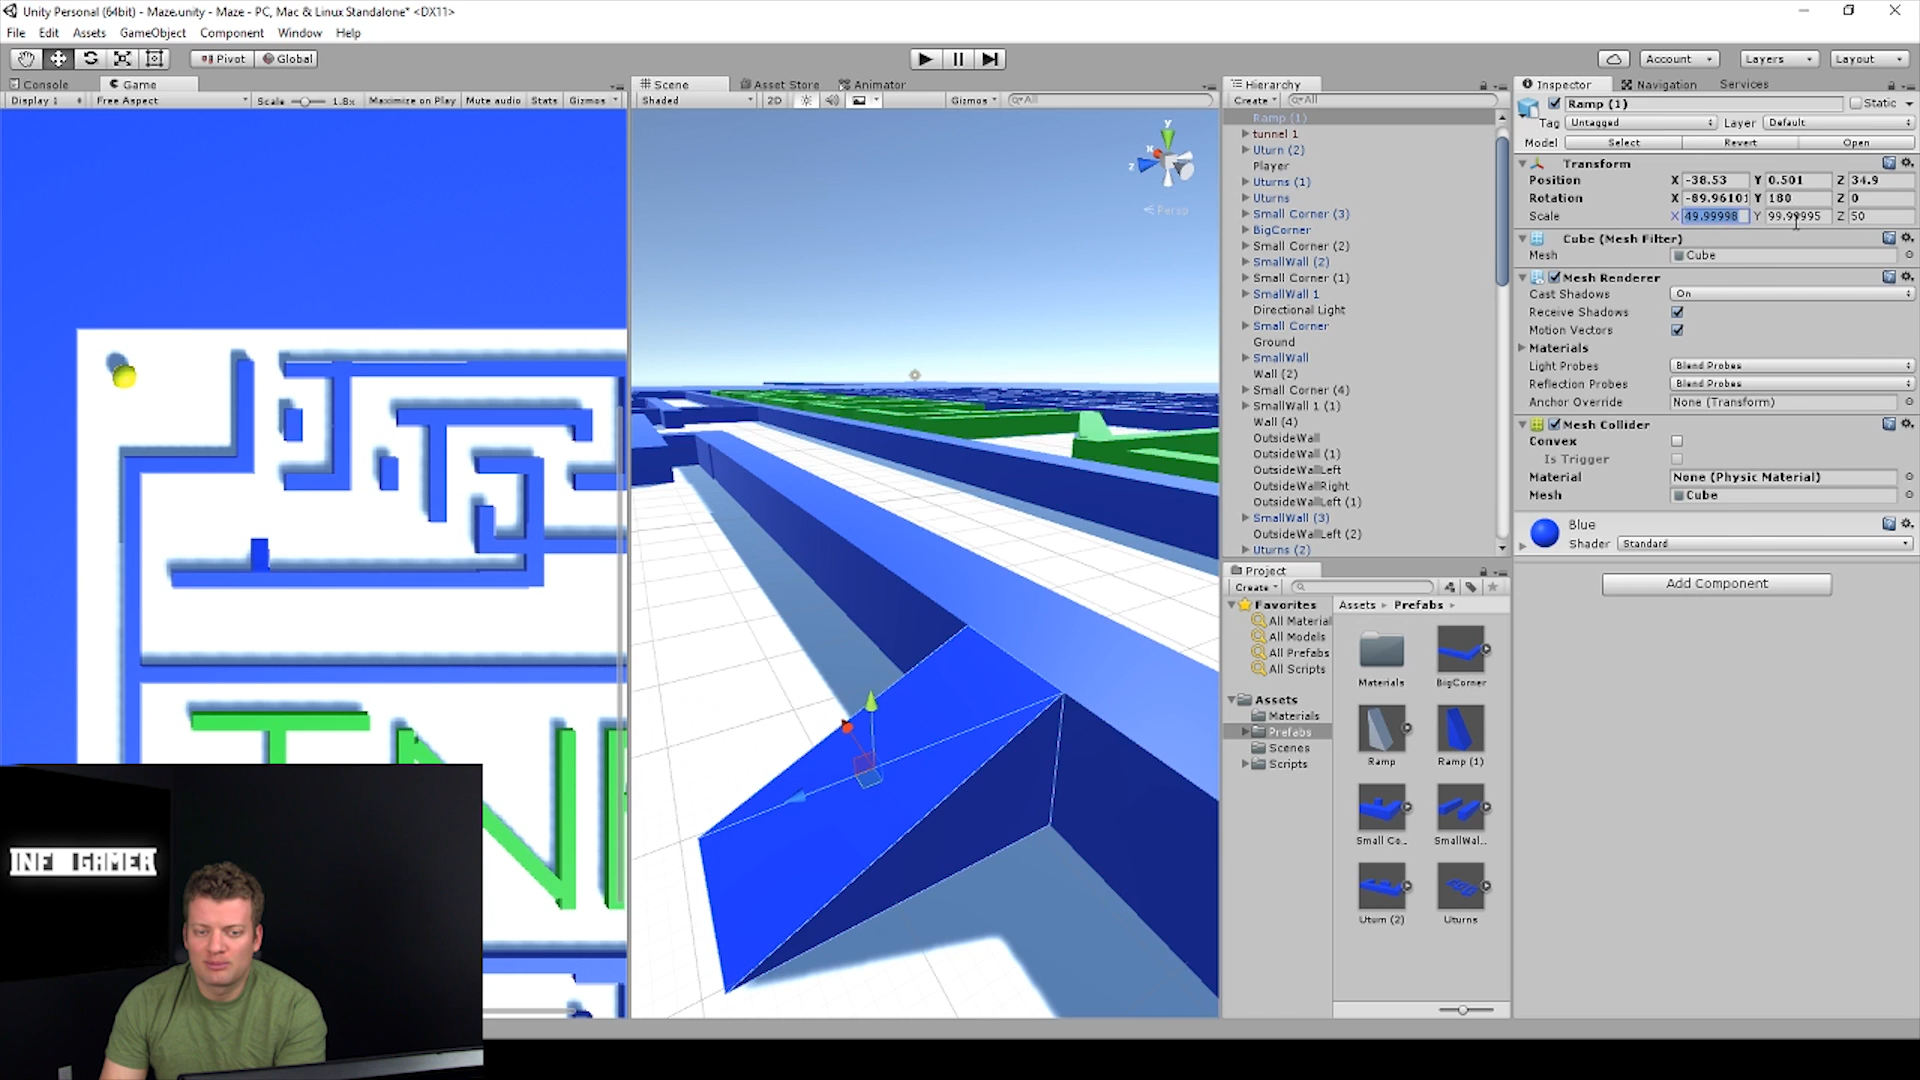 Unity Personal (64bit) - Maze.unity - Maze - PC, Mac & Linux Standalone* <DX11>
File Edit Assets GameObject Component Window Help
Pivot Global
Account Layers Layout
Console Game
Display 1 Free Aspect Scale 1.8x Maximize on Play Mute audio Stats Gizmos
Scene Asset Store Animator
Shaded 2D Gizmos All
y
x
z
Persp
INF GAMER
Hierarchy
Create All
Ramp (1)
tunnel 1
Uturn (2)
Player
Uturns (1)
Uturns
Small Corner (3)
BigCorner
Small Corner (2)
SmallWall (2)
Small Corner (1)
SmallWall 1
Directional Light
Small Corner
Ground
SmallWall
Wall (2)
Small Corner (4)
SmallWall 1 (1)
Wall (4)
OutsideWall
OutsideWall (1)
OutsideWallLeft
OutsideWallRight
OutsideWallLeft (1)
SmallWall (3)
OutsideWallLeft (2)
Uturns (2)
Project
Create
Favorites
All Material
All Models
All Prefabs
All Scripts
Assets
Materials
Prefabs
Scenes
Scripts
Assets Prefabs
Materials BigCorner
Ramp Ramp (1)
Small Co... SmallWal...
Uturn (2) Uturns
Inspector Navigation Services
Ramp (1) Static
Tag Untagged Layer Default
Model Select Revert Open
Transform
Position X -38.53 Y 0.501 Z 34.9
Rotation X -89.96101 Y 180 Z 0
Scale X 49.99998 Y 99.99995 Z 50
Cube (Mesh Filter)
Mesh Cube
Mesh Renderer
Cast Shadows On
Receive Shadows
Motion Vectors
Materials
Light Probes Blend Probes
Reflection Probes Blend Probes
Anchor Override None (Transform)
Mesh Collider
Convex
Is Trigger
Material None (Physic Material)
Mesh Cube
Blue
Shader Standard
Add Component